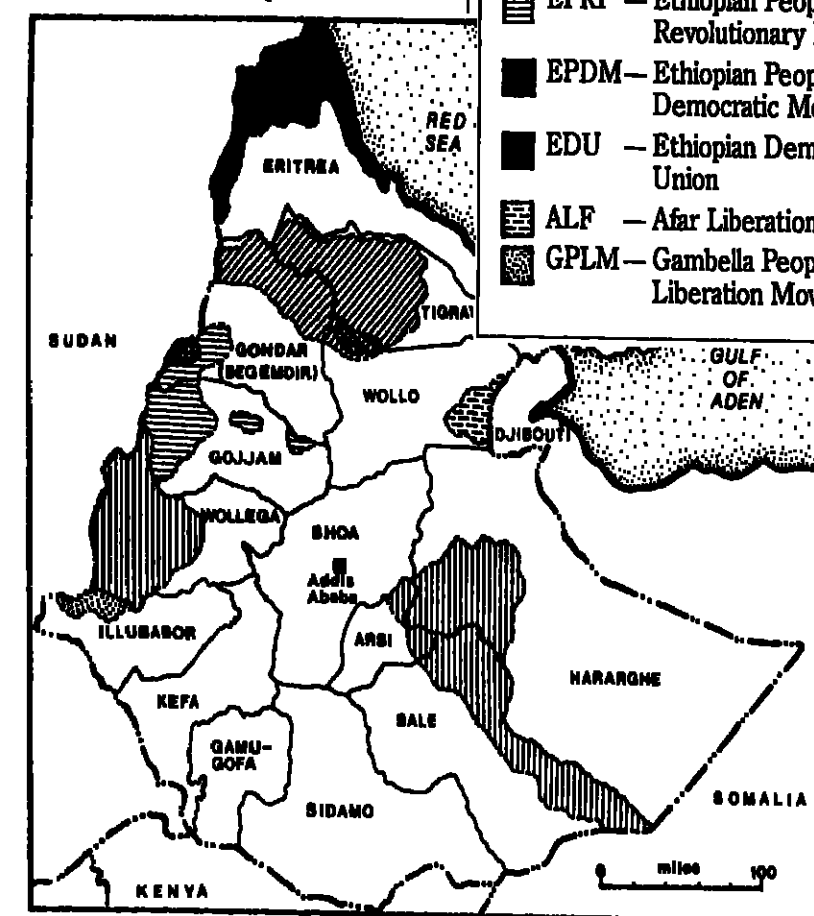 EPRP — Ethiopian Peop
Revolutionary
EPDM — Ethiopian Peop
Democratic Mo
EDU — Ethiopian Dem
Union
ALF — Afar Liberation
GPLM — Gambella Peop
Liberation Mov
RED
SEA
ERITREA
TIGRAY
SUDAN
GONDAR
(BEGEMDIR)
WOLLO
GULF
OF
ADEN
DJIBOUTI
GOJJAM
WOLLEGA
SHOA
Addis
Ababa
ILLUBABOR
ARSI
HARARGHE
KEFA
BALE
GAMU-
GOFA
SIDAMO
SOMALIA
KENYA
0 miles 100